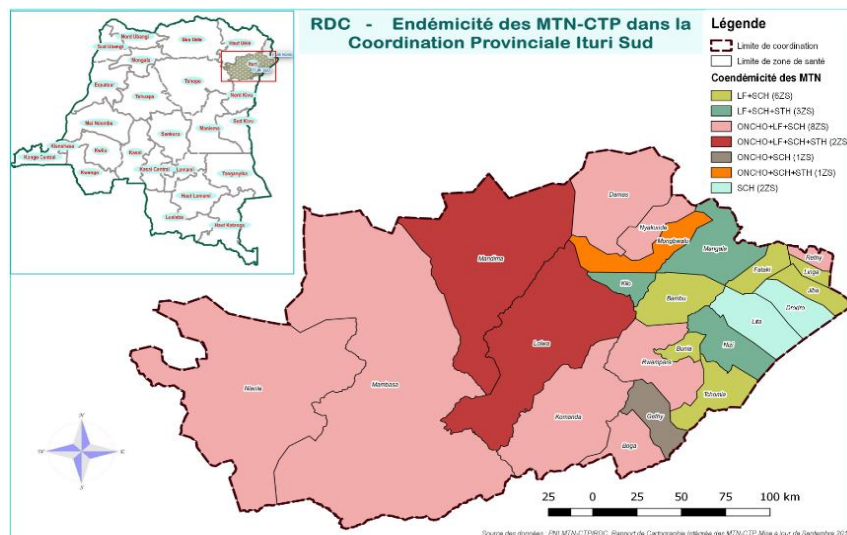 RDC - Endémicité des MTN-CTP dans la
Coordination Provinciale Ituri Sud
Légende
Limite de coordination
Limite de zone de santé
Coendémicité des MTN
LF+SCH (6ZS)
LF+SCH+STH (3ZS)
ONCHO+LF+SCH (8ZS)
ONCHO+LF+SCH+STH (2ZS)
ONCHO+SCH (1ZS)
ONCHO+SCH+STH (1ZS)
SCH (2ZS)
Nord Ubangi
Sud Ubangi
Bas Uele
Haut Uele
Mongala
Ituri
Equateur
Tshopo
Tshuapa
Nord Kivu
Mai Ndombe
Sud Kivu
Sankuru
Maniema
Kinshasa
Kwilu
Kasai
Kongo Central
Kwango
Kasai Central
Lomami
Tanganyika
Haut Lomami
Lualaba
Haut Katanga
Damas
Nyakunde
Mongbwalu
Mangala
Mandima
Rethy
Linga
Fataki
Jiba
Kilo
Bambu
Drodro
Lita
Lolwa
Nizi
Bunia
Rwampara
Nia-nia
Mambasa
Tchomia
Komanda
Gethy
Boga
N
E
S
25 0 25 50 75 100 km
Source des données : PNLMTN-CTP/RDC, Rapport de Cartographie intégrée des MTN-CTP, Mise à jour de Septembre 201